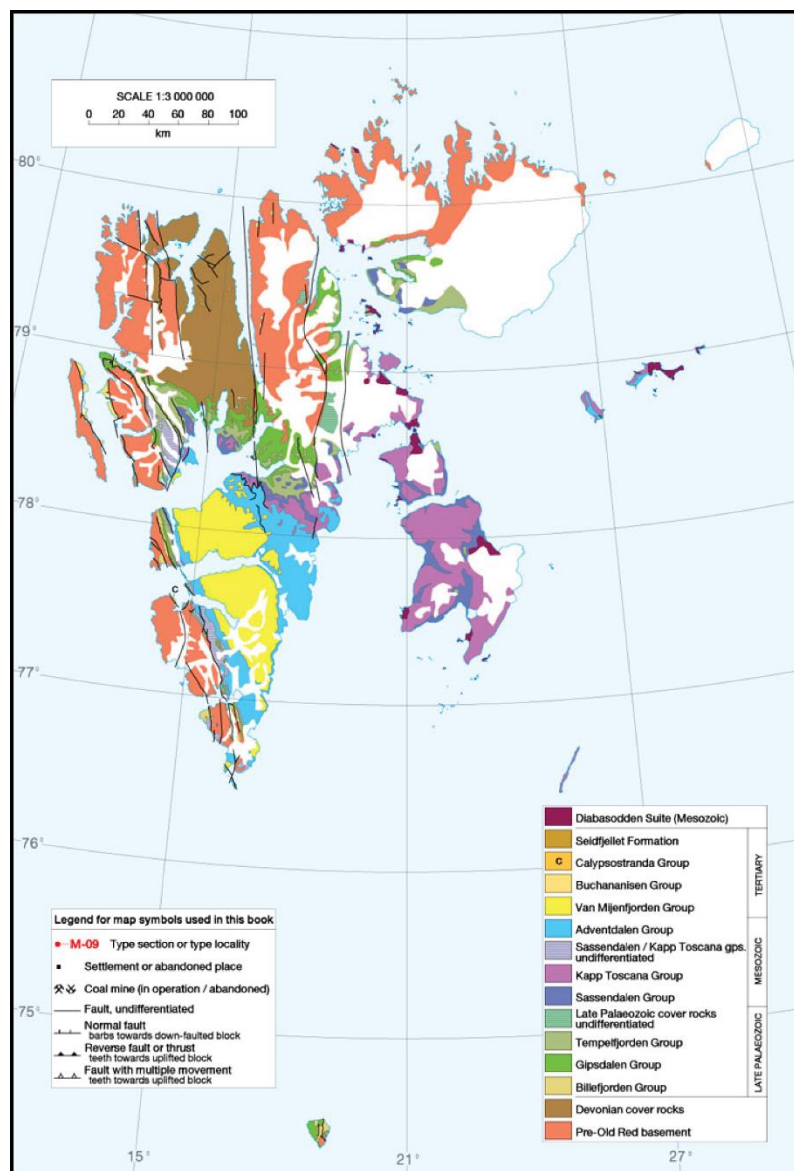 SCALE 1:3 000 000
0 20 40 60 80 100
km
80°
79°
78°
77°
76°
75°
15°
21°
27°
C
Legend for map symbols used in this book
M-09 Type section or type locality
Settlement or abandoned place
Coal mine (in operation / abandoned)
Fault, undifferentiated
Normal fault
barbs towards down-faulted block
Reverse fault or thrust
teeth towards uplifted block
Fault with multiple movement
teeth towards uplifted block
Diabasodden Suite (Mesozoic)
Seidfjellet Formation
C Calypsostranda Group
Buchananisen Group
Van Mijenfjorden Group
TERTIARY
Adventdalen Group
Sassendalen / Kapp Toscana gps.
undifferentiated
Kapp Toscana Group
Sassendalen Group
MESOZOIC
Late Palaeozoic cover rocks
undifferentiated
Tempelfjorden Group
Gipsdalen Group
Billefjorden Group
LATE PALAEOZOIC
Devonian cover rocks
Pre-Old Red basement